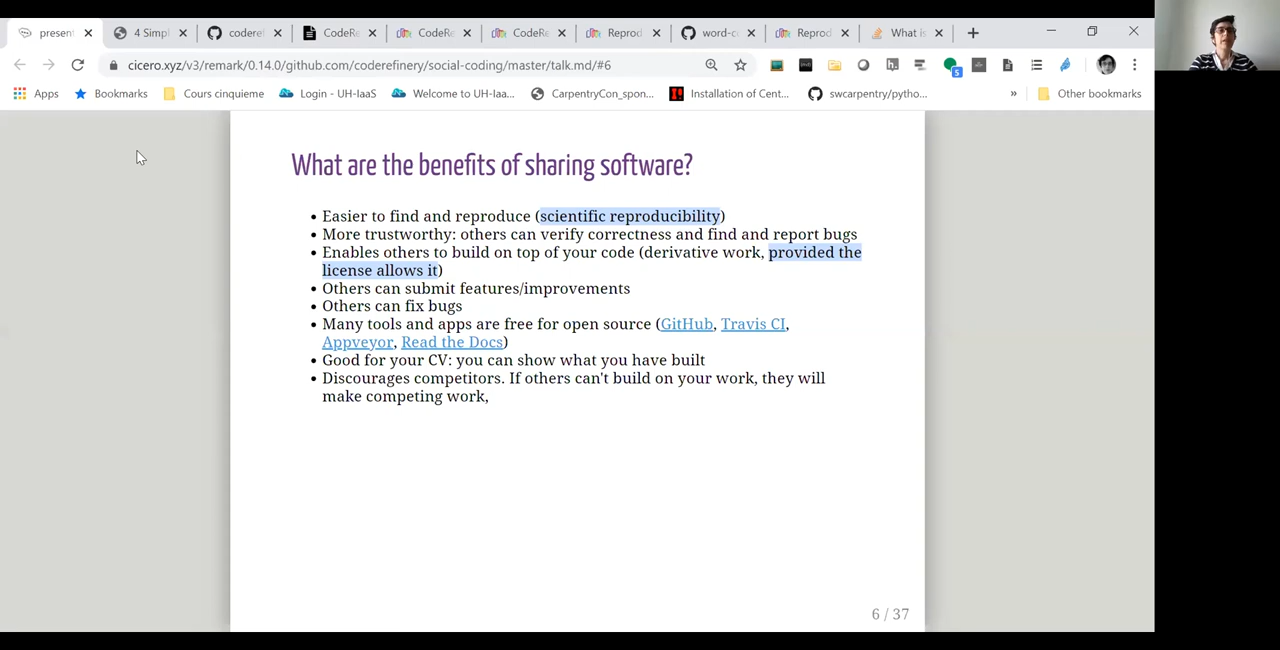 present
4 Simpl
coderef
CodeRe
CodeRe
CodeRe
Reprod
word-c
Reprod
What is
cicero.xyz/v3/remark/0.14.0/github.com/coderefinery/social-coding/master/talk.md/#6
5
Apps
Bookmarks
Cours cinquieme
Login - UH-IaaS
Welcome to UH-Iaa...
CarpentryCon_spon...
Installation of Cent...
swcarpentry/pytho...
»
Other bookmarks
What are the benefits of sharing software?
• Easier to find and reproduce (scientific reproducibility)
• More trustworthy: others can verify correctness and find and report bugs
• Enables others to build on top of your code (derivative work, provided the
license allows it)
• Others can submit features/improvements
• Others can fix bugs
• Many tools and apps are free for open source (GitHub, Travis CI,
Appveyor, Read the Docs)
• Good for your CV: you can show what you have built
• Discourages competitors. If others can't build on your work, they will
make competing work,
6 / 37